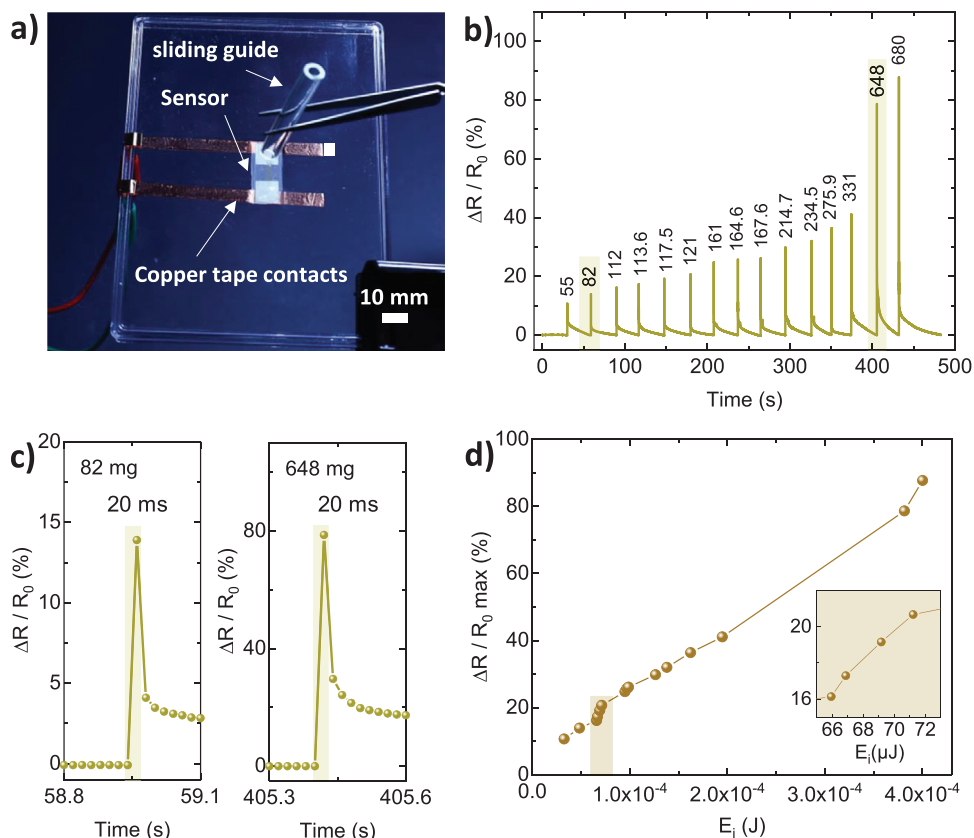 a)
sliding guide
Sensor
Copper tape contacts
10 mm
b)
ΔR / R₀ (%)
100
80
60
40
20
0
55
82
112
113.6
117.5
121
161
164.6
167.6
214.7
234.5
275.9
331
648
680
0 100 200 300 400 500
Time (s)
c)
ΔR / R₀ (%)
20
15
10
5
0
82 mg
20 ms
58.8 59.1
Time (s)
ΔR / R₀ (%)
80
40
0
648 mg
20 ms
405.3 405.6
Time (s)
d)
ΔR / R₀ max (%)
100
80
60
40
20
0
0.0 1.0x10⁻⁴ 2.0x10⁻⁴ 3.0x10⁻⁴ 4.0x10⁻⁴
Eᵢ (J)
20
16
66 68 70 72
Eᵢ(µJ)